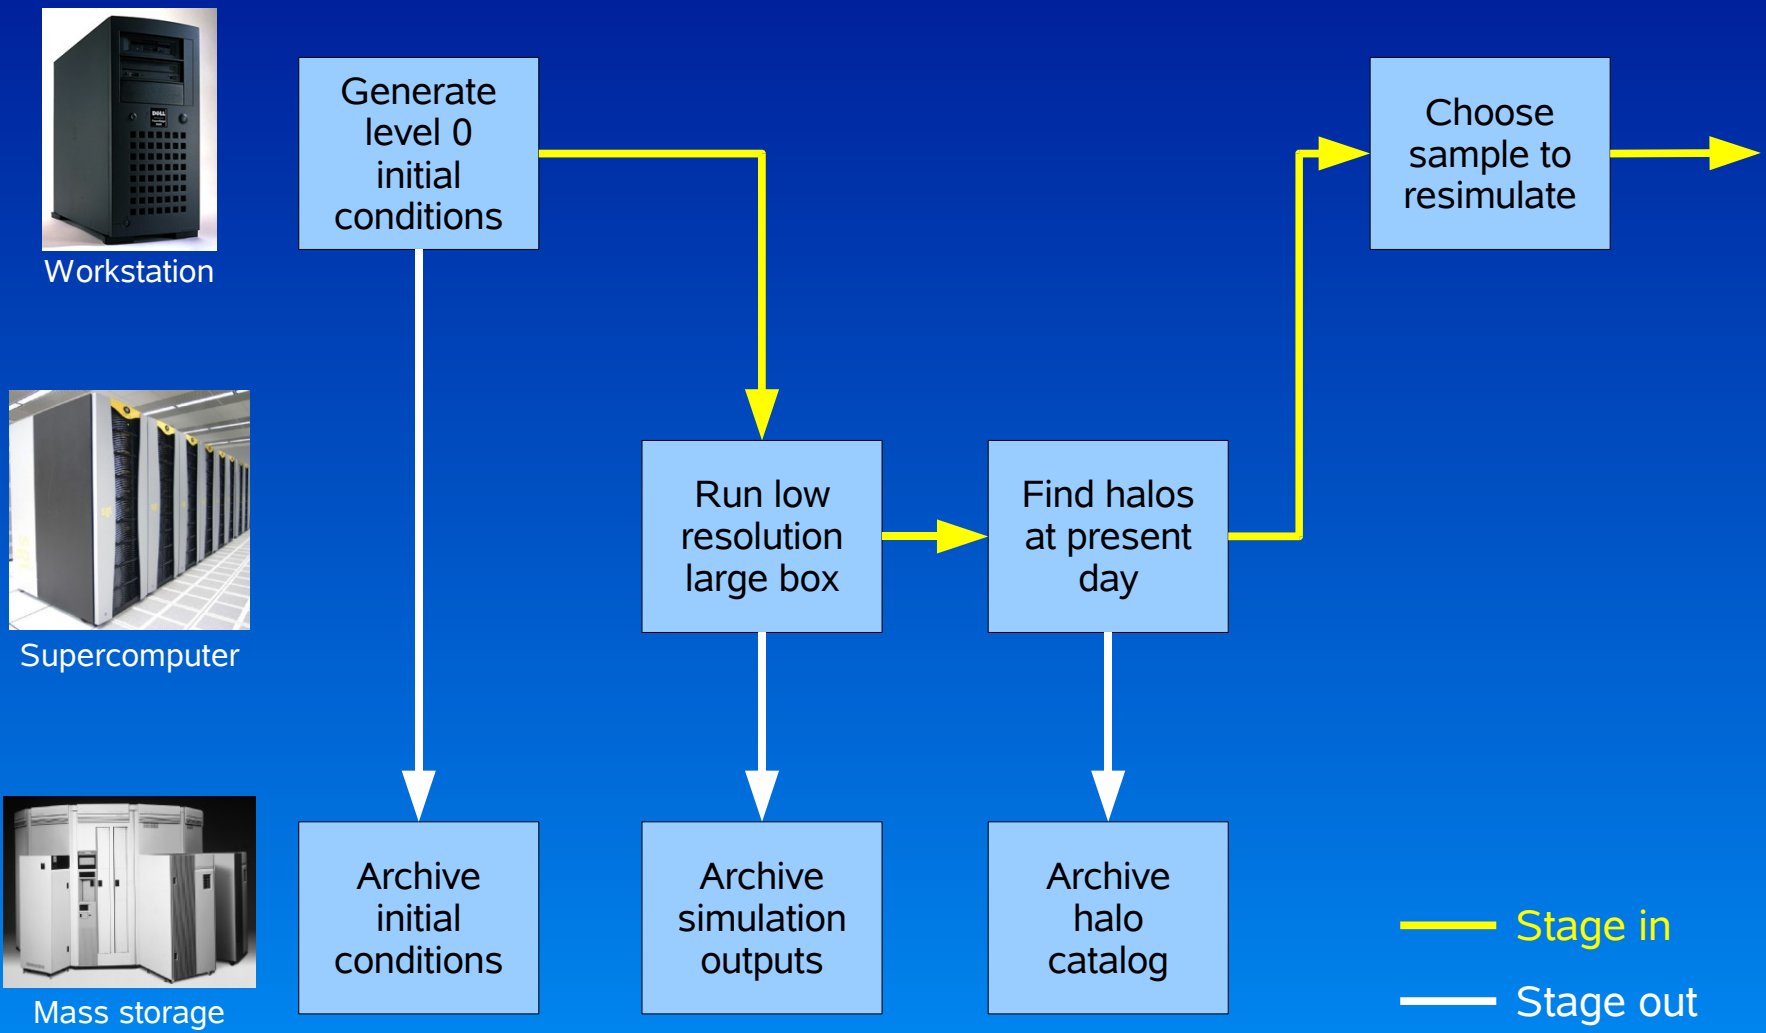 DELL
Generate
level 0
initial
conditions
Choose
sample to
resimulate
Workstation
Run low
resolution
large box
Find halos
at present
day
Supercomputer
Archive
initial
conditions
Archive
simulation
outputs
Archive
halo
catalog
Stage in
Stage out
Mass storage